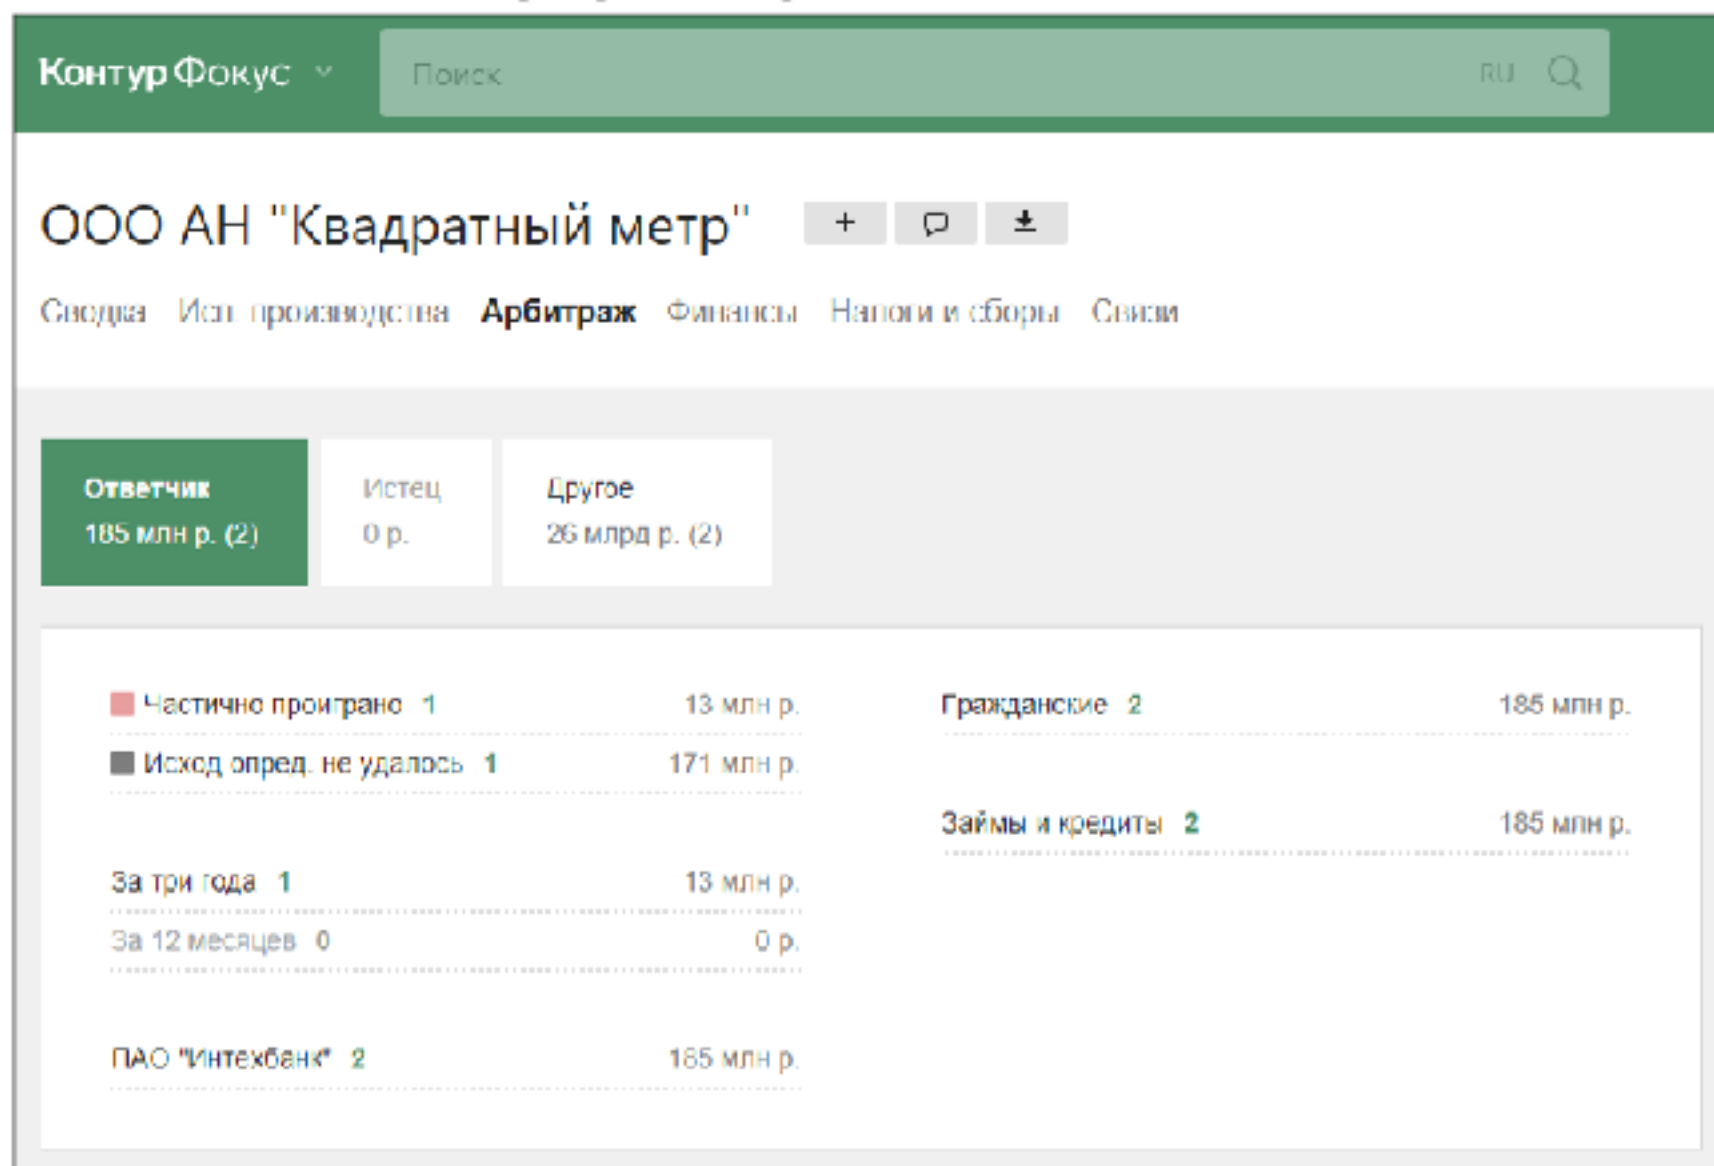 Контур Фокус
Поиск RU
ООО АН "Квадратный метр" +
Сводка Исп. производства Арбитраж Финансы Налоги и сборы Связи
Ответчик Истец Другое
185 млн р. (2) 0 р. 26 млрд р. (2)
Частично проиграно 1 13 млн р. Гражданские 2 185 млн р.
Исход опред. не удалось 1 171 млн р.
Займы и кредиты 2 185 млн р.
За три года 1 13 млн р.
За 12 месяцев 0 0 р.
ПАО "Интехбанк" 2 185 млн р.